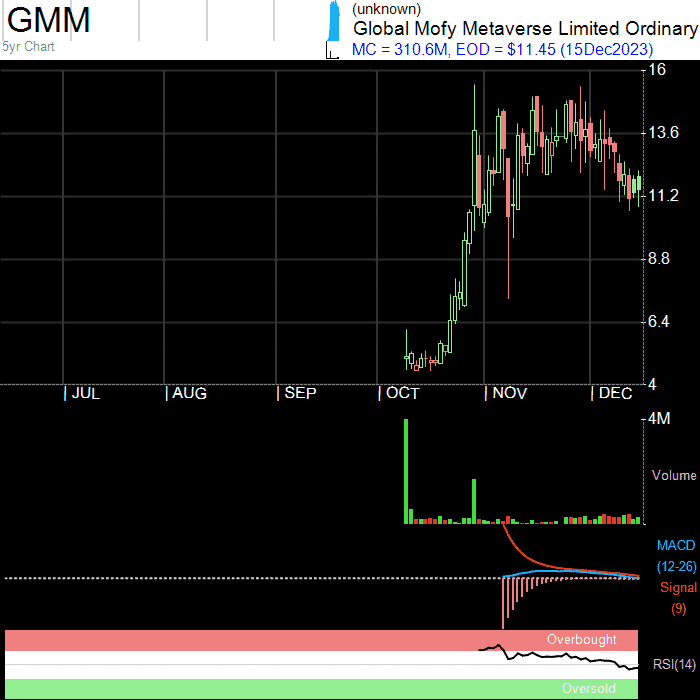 GMM
5yr Chart
(unknown)
Global Mofy Metaverse Limited Ordinary
MC = 310.6M, EOD = $11.45 (15Dec2023)
16
13.6
11.2
8.8
6.4
4
JUL
AUG
SEP
OCT
NOV
DEC
4M
Volume
MACD
(12-26)
Signal
(9)
Overbought
RSI(14)
Oversold